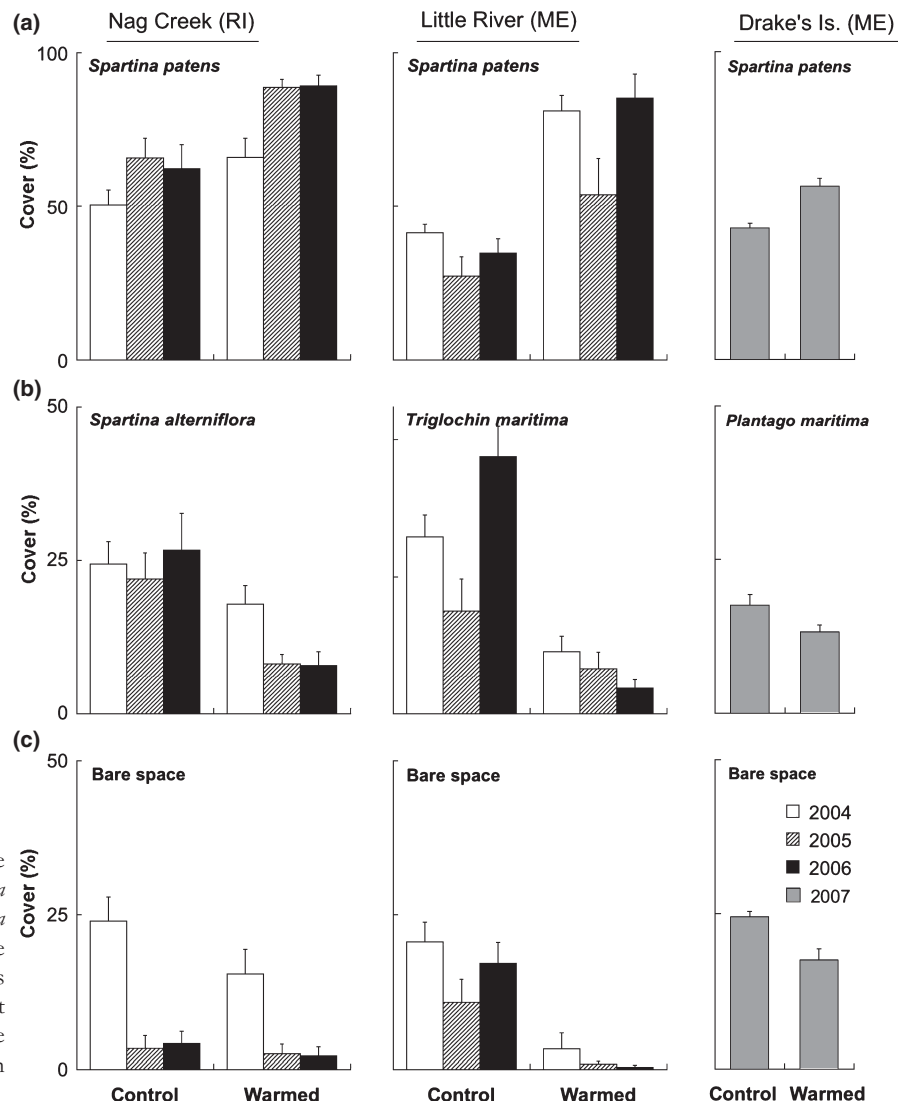 (a)
Nag Creek (RI)
Little River (ME)
Drake's Is. (ME)
100
50
0
Cover (%)
Spartina patens
Spartina patens
Spartina patens
(b)
50
25
0
Cover (%)
Spartina alterniflora
Triglochin maritima
Plantago maritima
(c)
50
25
0
Cover (%)
Bare space
Bare space
Bare space
2004
2005
2006
2007
Control Warmed
Control Warmed
Control Warmed
e
a
a
e
s
t
e
n